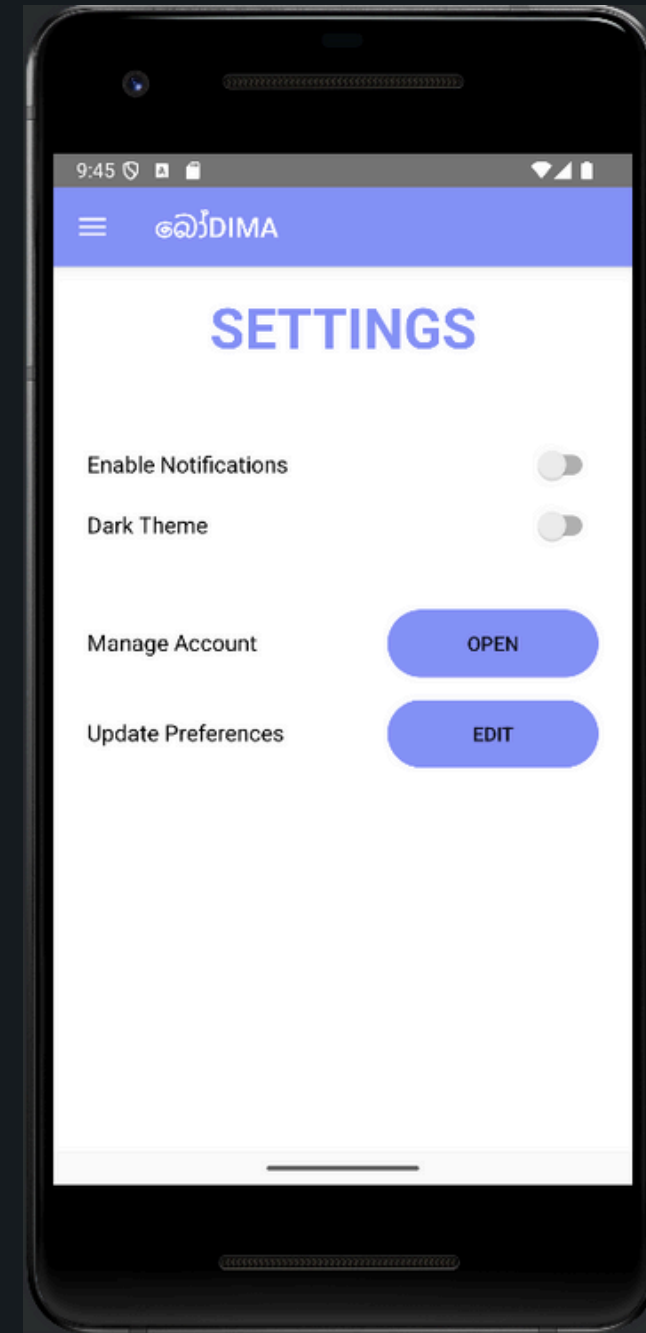 9:45
බෝDIMA
SETTINGS
Enable Notifications
Dark Theme
Manage Account OPEN
Update Preferences EDIT